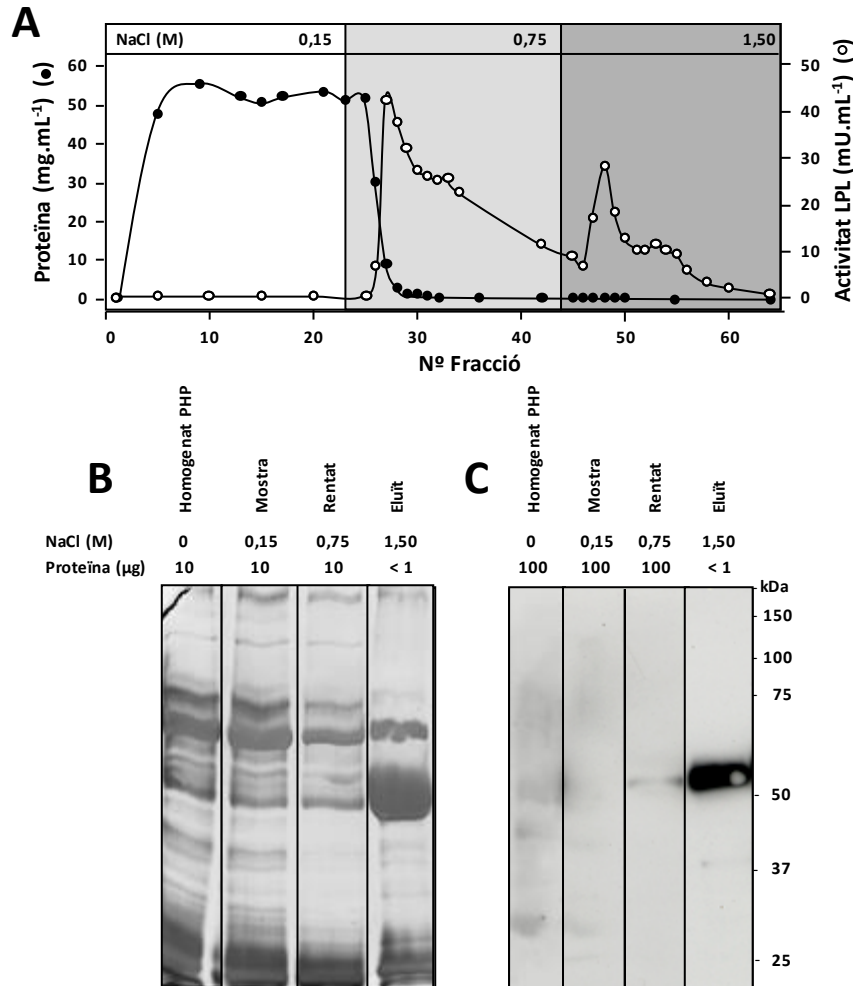 A
NaCl (M) 0,15 0,75 1,50
Proteïna (mg.mL-1) (●)
60
50
40
30
20
10
0
Activitat LPL (mU.mL-1) (o)
50
40
30
20
10
0
0 10 20 30 40 50 60
Nº Fracció
B
Homogenat PHP
Mostra
Rentat
Eluït
NaCl (M) 0 0,15 0,75 1,50
Proteïna (µg) 10 10 10 < 1
C
Homogenat PHP
Mostra
Rentat
Eluït
0 0,15 0,75 1,50
100 100 100 < 1
kDa
150
100
75
50
37
25